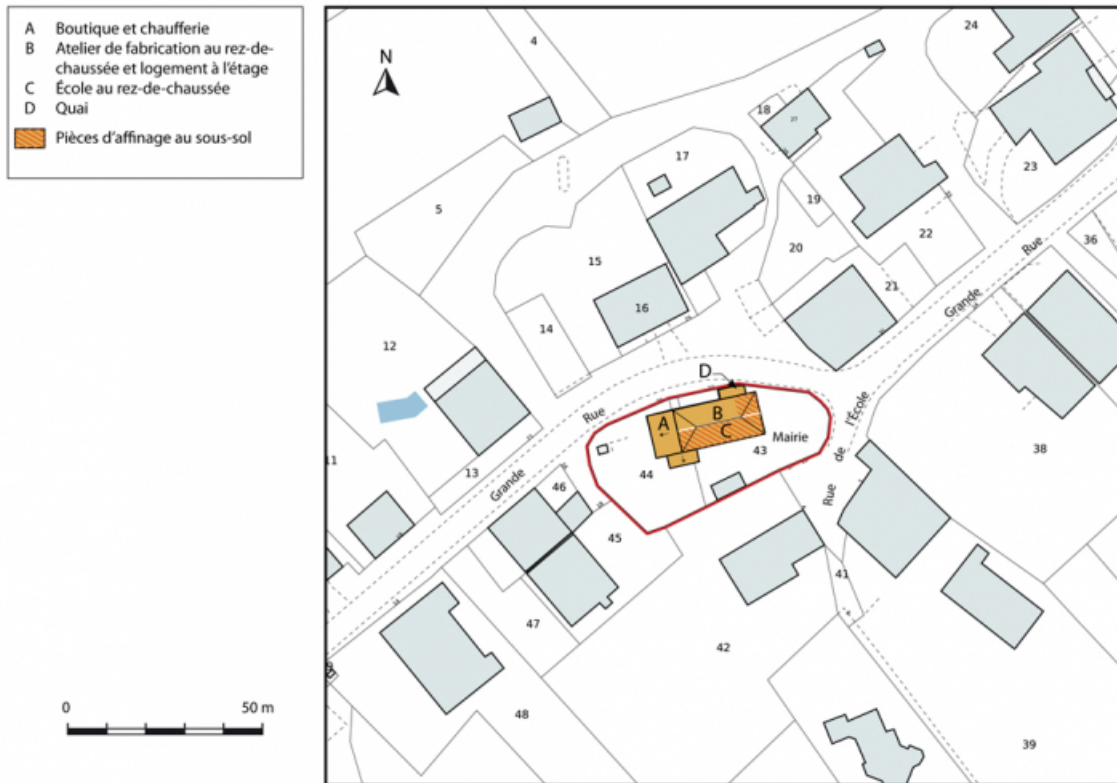 A Boutique et chaufferie
B Atelier de fabrication au rez-de-
chaussée et logement à l'étage
C École au rez-de-chaussée
D Quai
Pièces d'affinage au sous-sol
N
4
24
18
27
17
23
5
19
36
22
20
Rue
15
21
16
Grande
14
12
D
Rue
l'École
B
A
C
Mairie
43
38
11
13
44
de
46
Grande
Rue
45
41
47
42
0 50 m
48
39